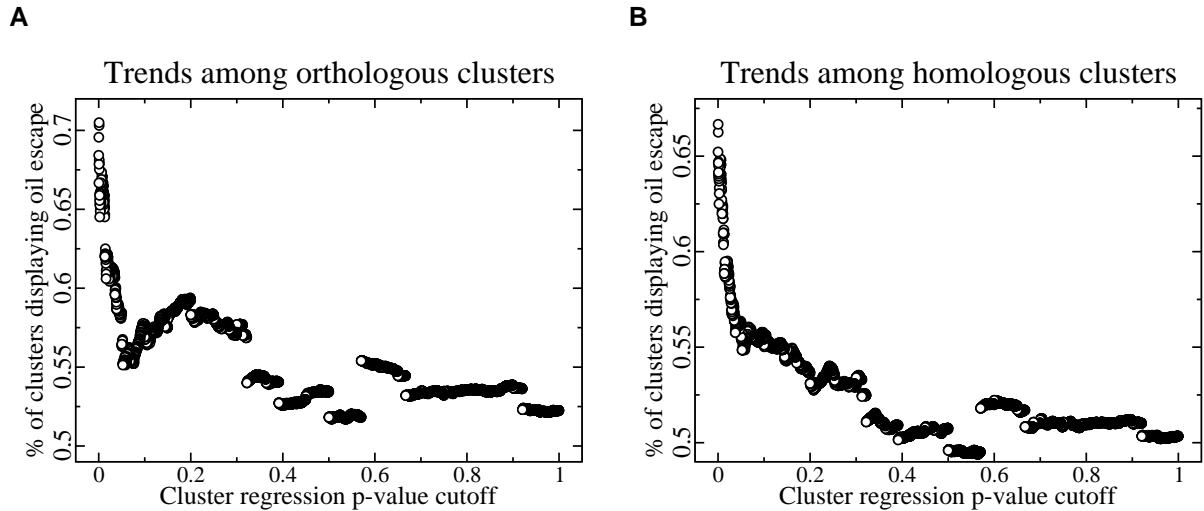 A
Trends among orthologous clusters
% of clusters displaying oil escape
0.7
0.65
0.6
0.55
0.5
0
0.2
0.4
0.6
0.8
1
Cluster regression p-value cutoff
B
Trends among homologous clusters
% of clusters displaying oil escape
0.65
0.6
0.55
0.5
0
0.2
0.4
0.6
0.8
1
Cluster regression p-value cutoff